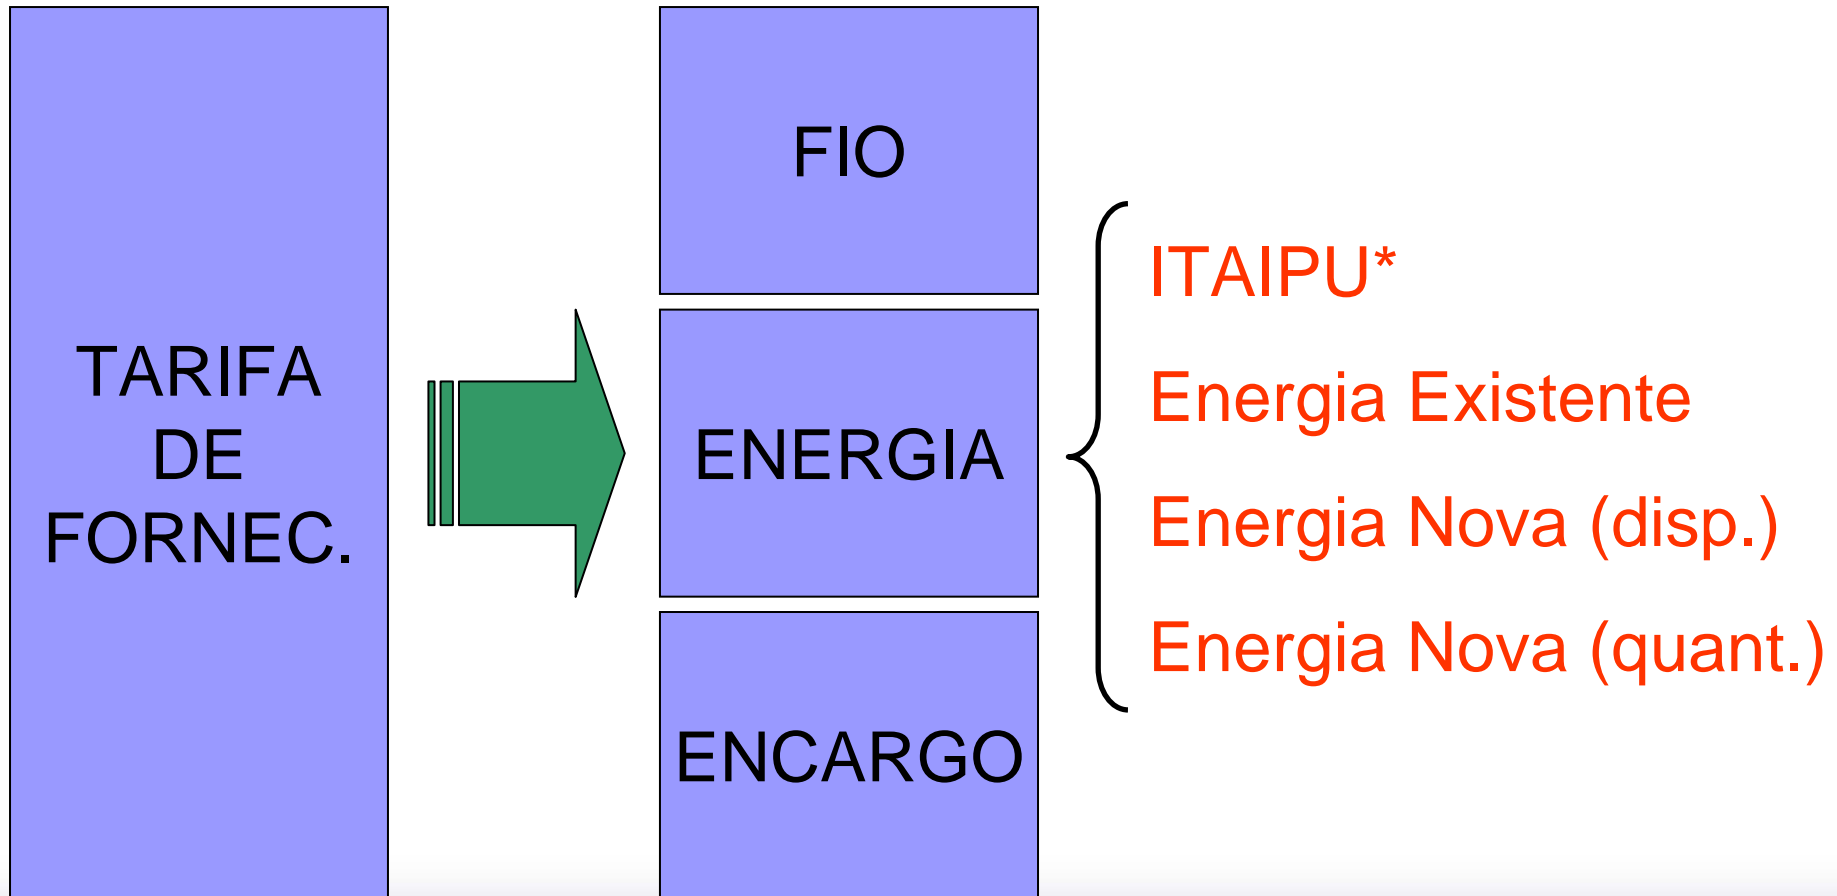 TARIFA
DE
FORNEC.
FIO
ENERGIA
ENCARGO
ITAIPU*
Energia Existente
Energia Nova (disp.)
Energia Nova (quant.)